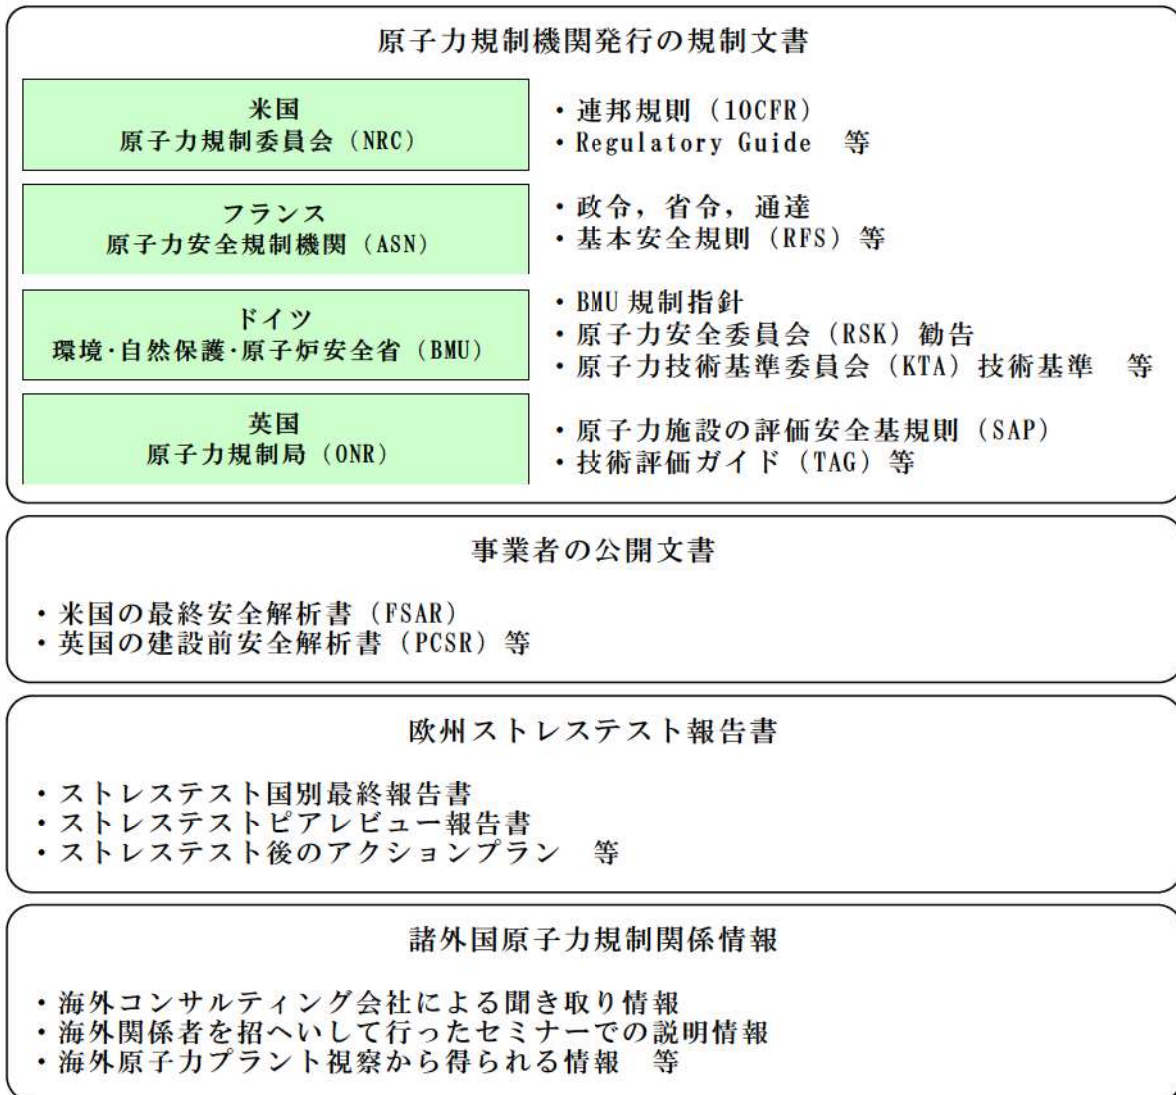 原子力規制機関発行の規制文書
米国
原子力規制委員会(NRC)
・連邦規則(10CFR)
・Regulatory Guide 等
フランス
原子力安全規制機関(ASN)
・政令,省令,通達
・基本安全規則(RFS)等
ドイツ
環境・自然保護・原子炉安全省(BMU)
・BMU 規制指針
・原子力安全委員会(RSK)勧告
・原子力技術基準委員会(KTA)技術基準 等
英国
原子力規制局(ONR)
・原子力施設の評価安全基規則(SAP)
・技術評価ガイド(TAG)等
事業者の公開文書
・米国の最終安全解析書(FSAR)
・英国の建設前安全解析書(PCSR)等
欧州ストレステスト報告書
・ストレステスト国別最終報告書
・ストレステストピアレビュー報告書
・ストレステスト後のアクションプラン 等
諸外国原子力規制関係情報
・海外コンサルティング会社による聞き取り情報
・海外関係者を招へいして行ったセミナーでの説明情報
・海外原子力プラント視察から得られる情報 等